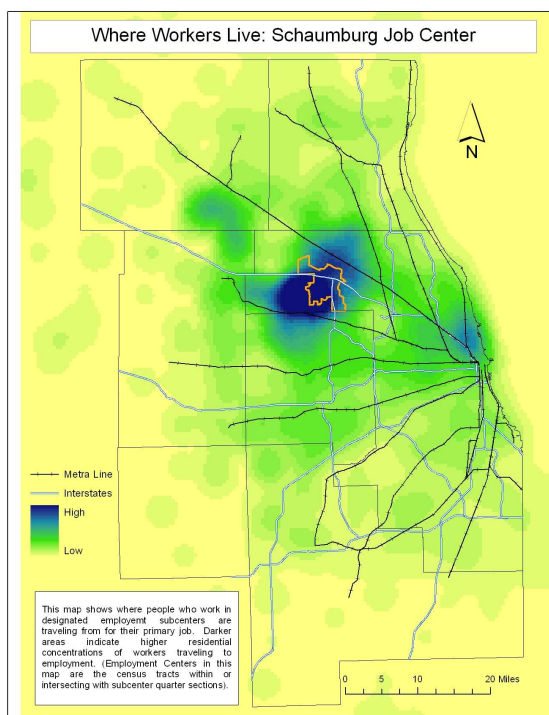 Where Workers Live: Schaumburg Job Center
N
Metra Line
Interstates
High
Low
This map shows where people who work in
designated employemt subcenters are
traveling from for their primary job. Darker
areas indicate higher residential
concentrations of workers traveling to
employment. (Employment Centers in this
map are the census tracts within or
intersecting with subcenter quarter sections).
0 5 10 20 Miles